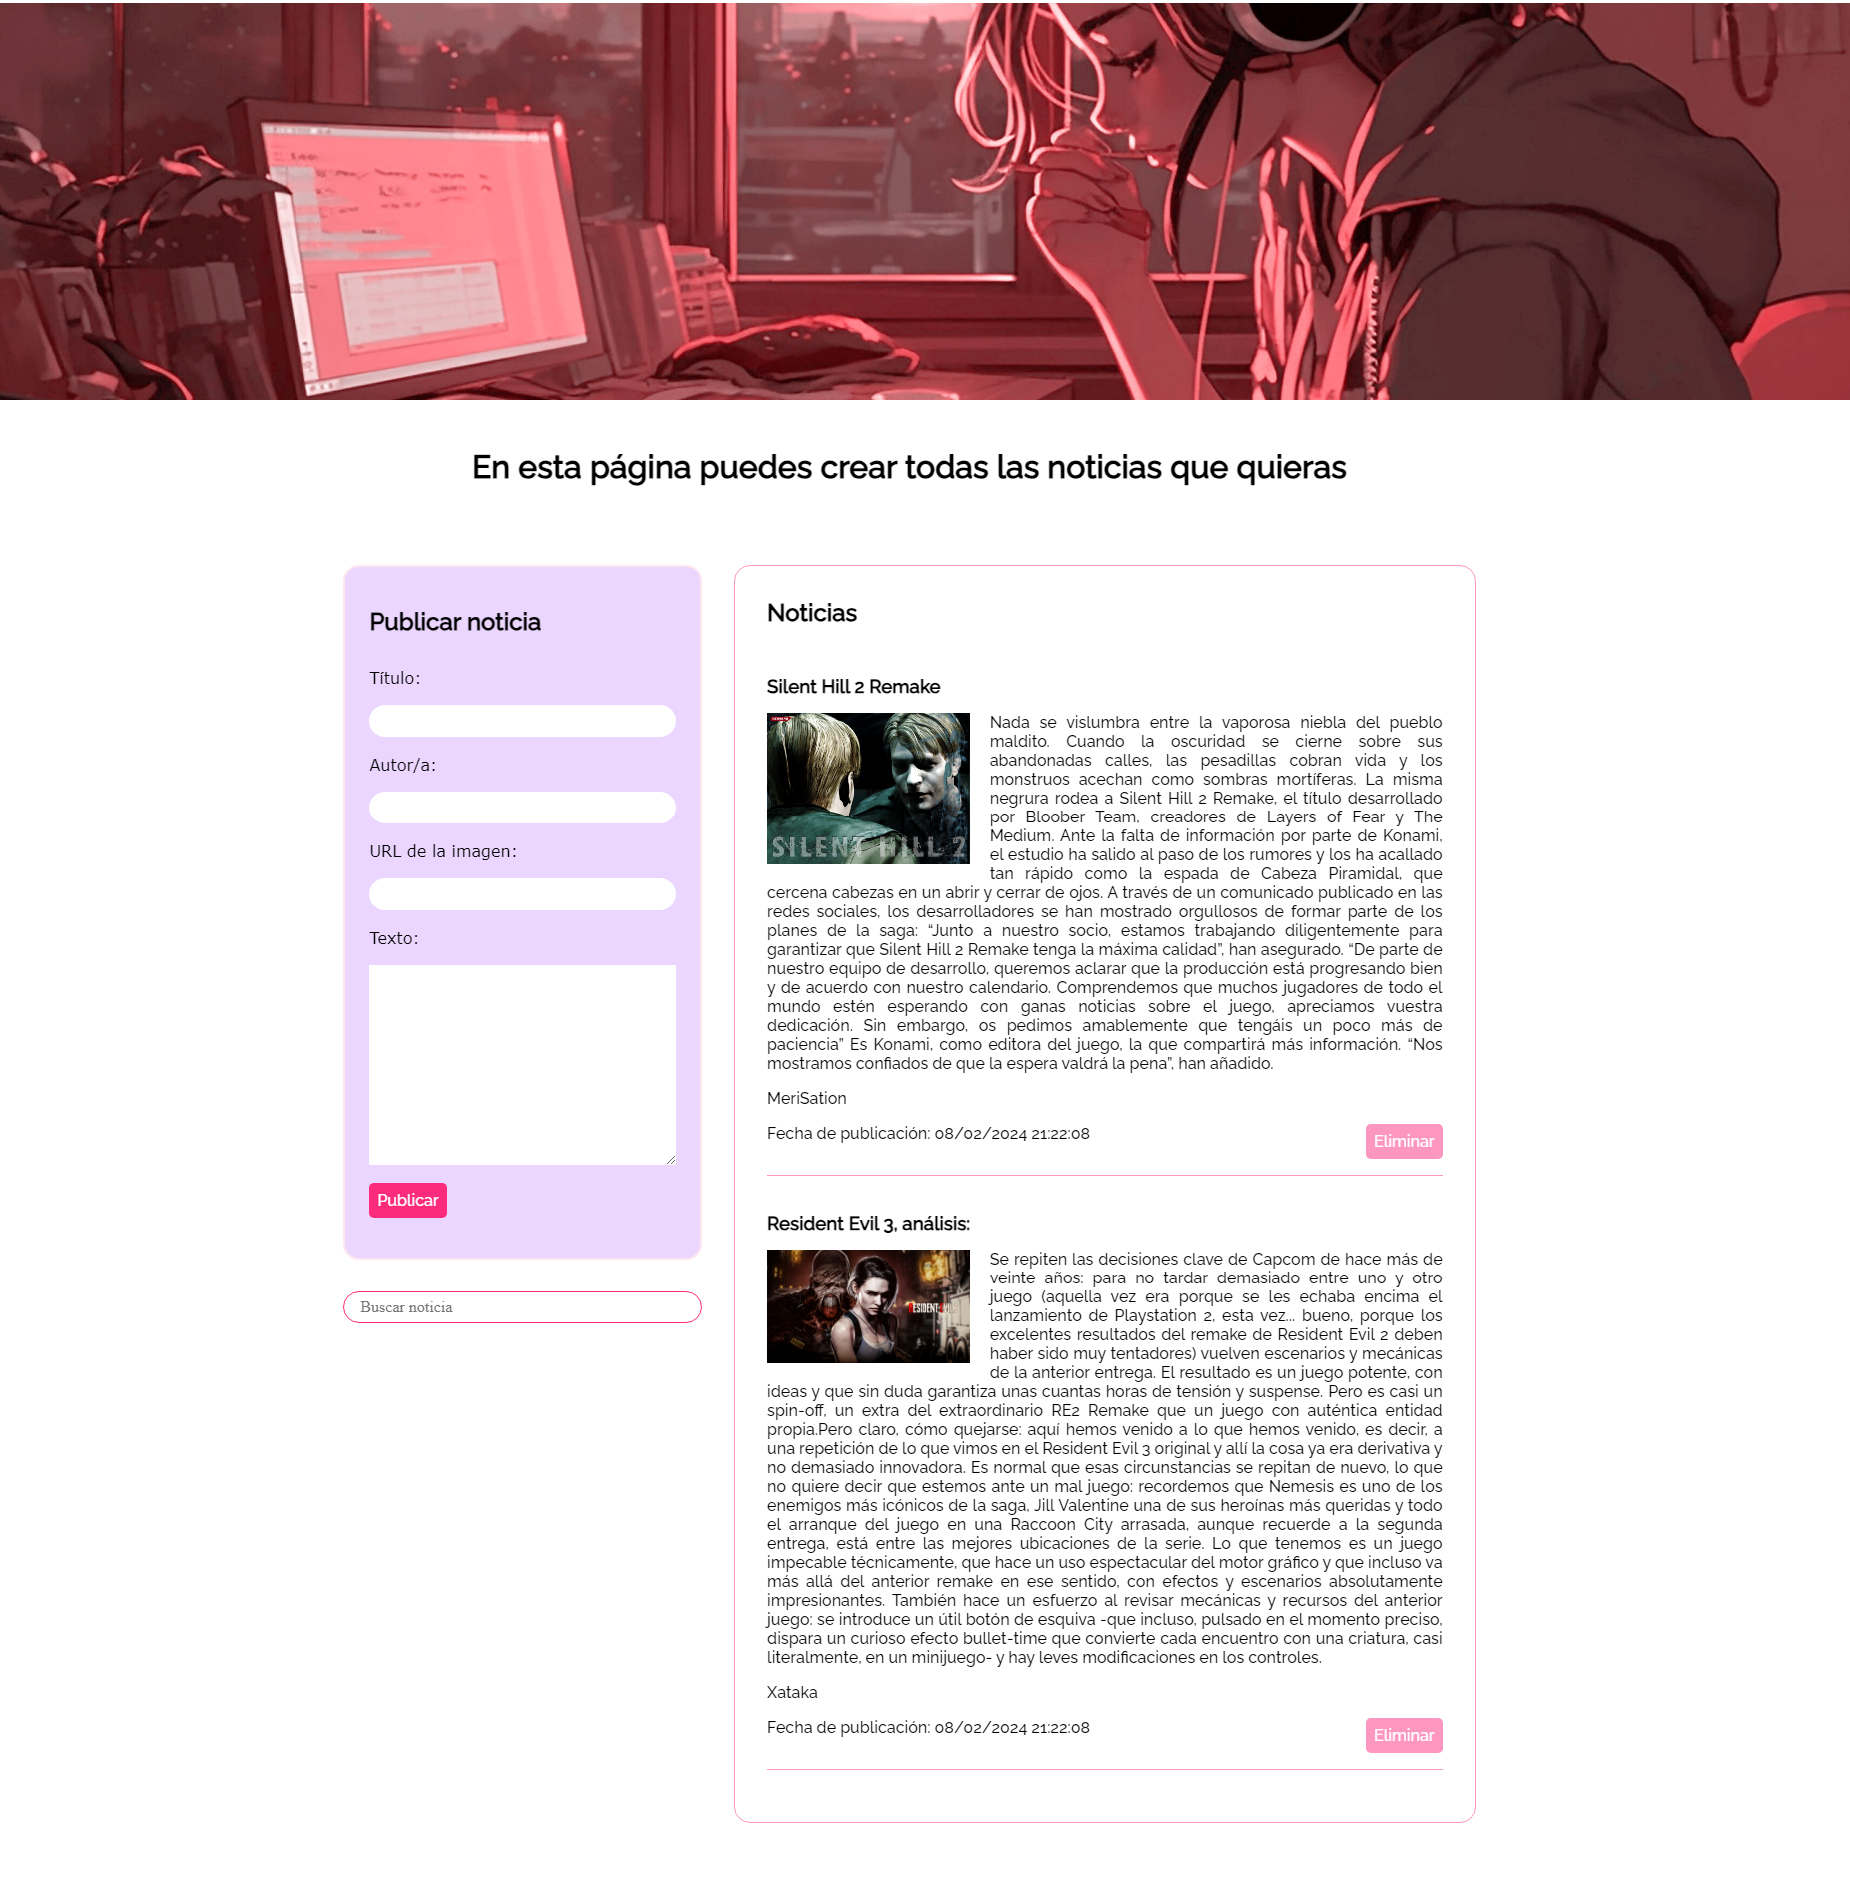 En esta página puedes crear todas las noticias que quieras
Publicar noticia
Título:
Autor/a:
URL de la imagen:
Texto:
Publicar
Buscar noticia
Noticias
Silent Hill 2 Remake
KONAMI
SILENT HILL 2
Nada se vislumbra entre la vaporosa niebla del pueblo
maldito. Cuando la oscuridad se cierne sobre sus
abandonadas calles, las pesadillas cobran vida y los
monstruos acechan como sombras mortíferas. La misma
negrura rodea a Silent Hill 2 Remake, el título desarrollado
por Bloober Team, creadores de Layers of Fear y The
Medium. Ante la falta de información por parte de Konami,
el estudio ha salido al paso de los rumores y los ha acallado
tan rápido como la espada de Cabeza Piramidal, que
cercena cabezas en un abrir y cerrar de ojos. A través de un comunicado publicado en las
redes sociales, los desarrolladores se han mostrado orgullosos de formar parte de los
planes de la saga: “Junto a nuestro socio, estamos trabajando diligentemente para
garantizar que Silent Hill 2 Remake tenga la máxima calidad”, han asegurado. “De parte de
nuestro equipo de desarrollo, queremos aclarar que la producción está progresando bien
y de acuerdo con nuestro calendario. Comprendemos que muchos jugadores de todo el
mundo estén esperando con ganas noticias sobre el juego, apreciamos vuestra
dedicación. Sin embargo, os pedimos amablemente que tengáis un poco más de
paciencia” Es Konami, como editora del juego, la que compartirá más información. “Nos
mostramos confiados de que la espera valdrá la pena”, han añadido.
MeriSation
Fecha de publicación: 08/02/2024 21:22:08
Eliminar
Resident Evil 3, análisis:
Se repiten las decisiones clave de Capcom de hace más de
veinte años: para no tardar demasiado entre uno y otro
juego (aquella vez era porque se les echaba encima el
lanzamiento de Playstation 2, esta vez... bueno, porque los
excelentes resultados del remake de Resident Evil 2 deben
haber sido muy tentadores) vuelven escenarios y mecánicas
de la anterior entrega. El resultado es un juego potente, con
ideas y que sin duda garantiza unas cuantas horas de tensión y suspense. Pero es casi un
spin-off, un extra del extraordinario RE2 Remake que un juego con auténtica entidad
propia.Pero claro, cómo quejarse: aquí hemos venido a lo que hemos venido, es decir, a
una repetición de lo que vimos en el Resident Evil 3 original y allí la cosa ya era derivativa y
no demasiado innovadora. Es normal que esas circunstancias se repitan de nuevo, lo que
no quiere decir que estemos ante un mal juego: recordemos que Nemesis es uno de los
enemigos más icónicos de la saga, Jill Valentine una de sus heroínas más queridas y todo
el arranque del juego en una Raccoon City arrasada, aunque recuerde a la segunda
entrega, está entre las mejores ubicaciones de la serie. Lo que tenemos es un juego
impecable técnicamente, que hace un uso espectacular del motor gráfico y que incluso va
más allá del anterior remake en ese sentido, con efectos y escenarios absolutamente
impresionantes. También hace un esfuerzo al revisar mecánicas y recursos del anterior
juego: se introduce un útil botón de esquiva -que incluso, pulsado en el momento preciso,
dispara un curioso efecto bullet-time que convierte cada encuentro con una criatura, casi
literalmente, en un minijuego- y hay leves modificaciones en los controles.
Xataka
Fecha de publicación: 08/02/2024 21:22:08
Eliminar